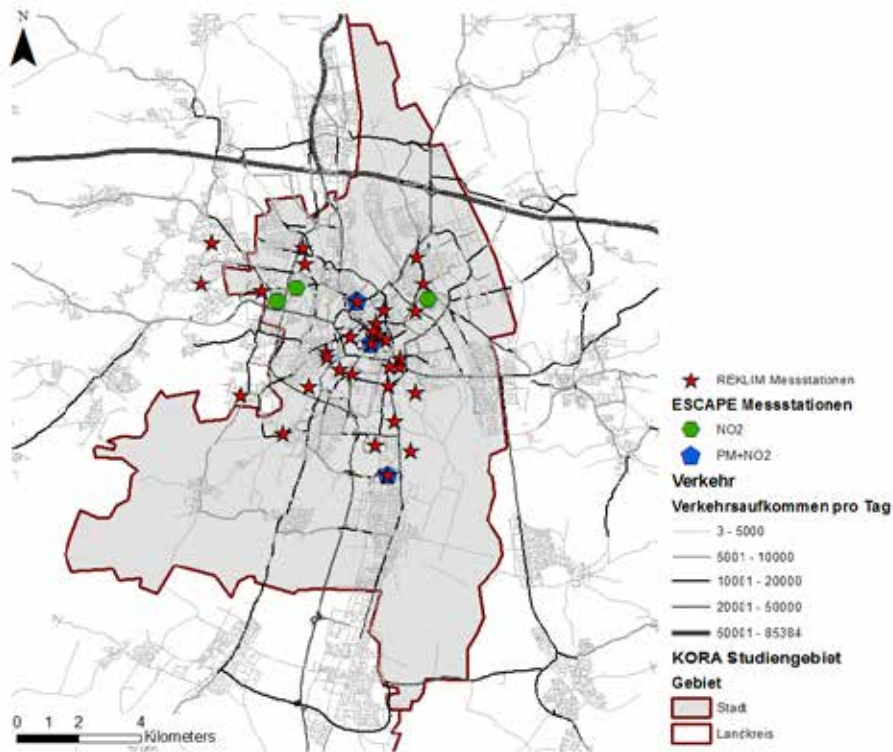 N
REKLIM Messstationen
ESCAPE Messstationen
NO2
PM+NO2
Verkehr
Verkehrsaufkommen pro Tag
3 - 5000
5001 - 10000
10001 - 20000
20001 - 50000
50001 - 85384
KORA Studiengebiet
Gebiet
Stadt
Landkreis
0 1 2 4
Kilometers